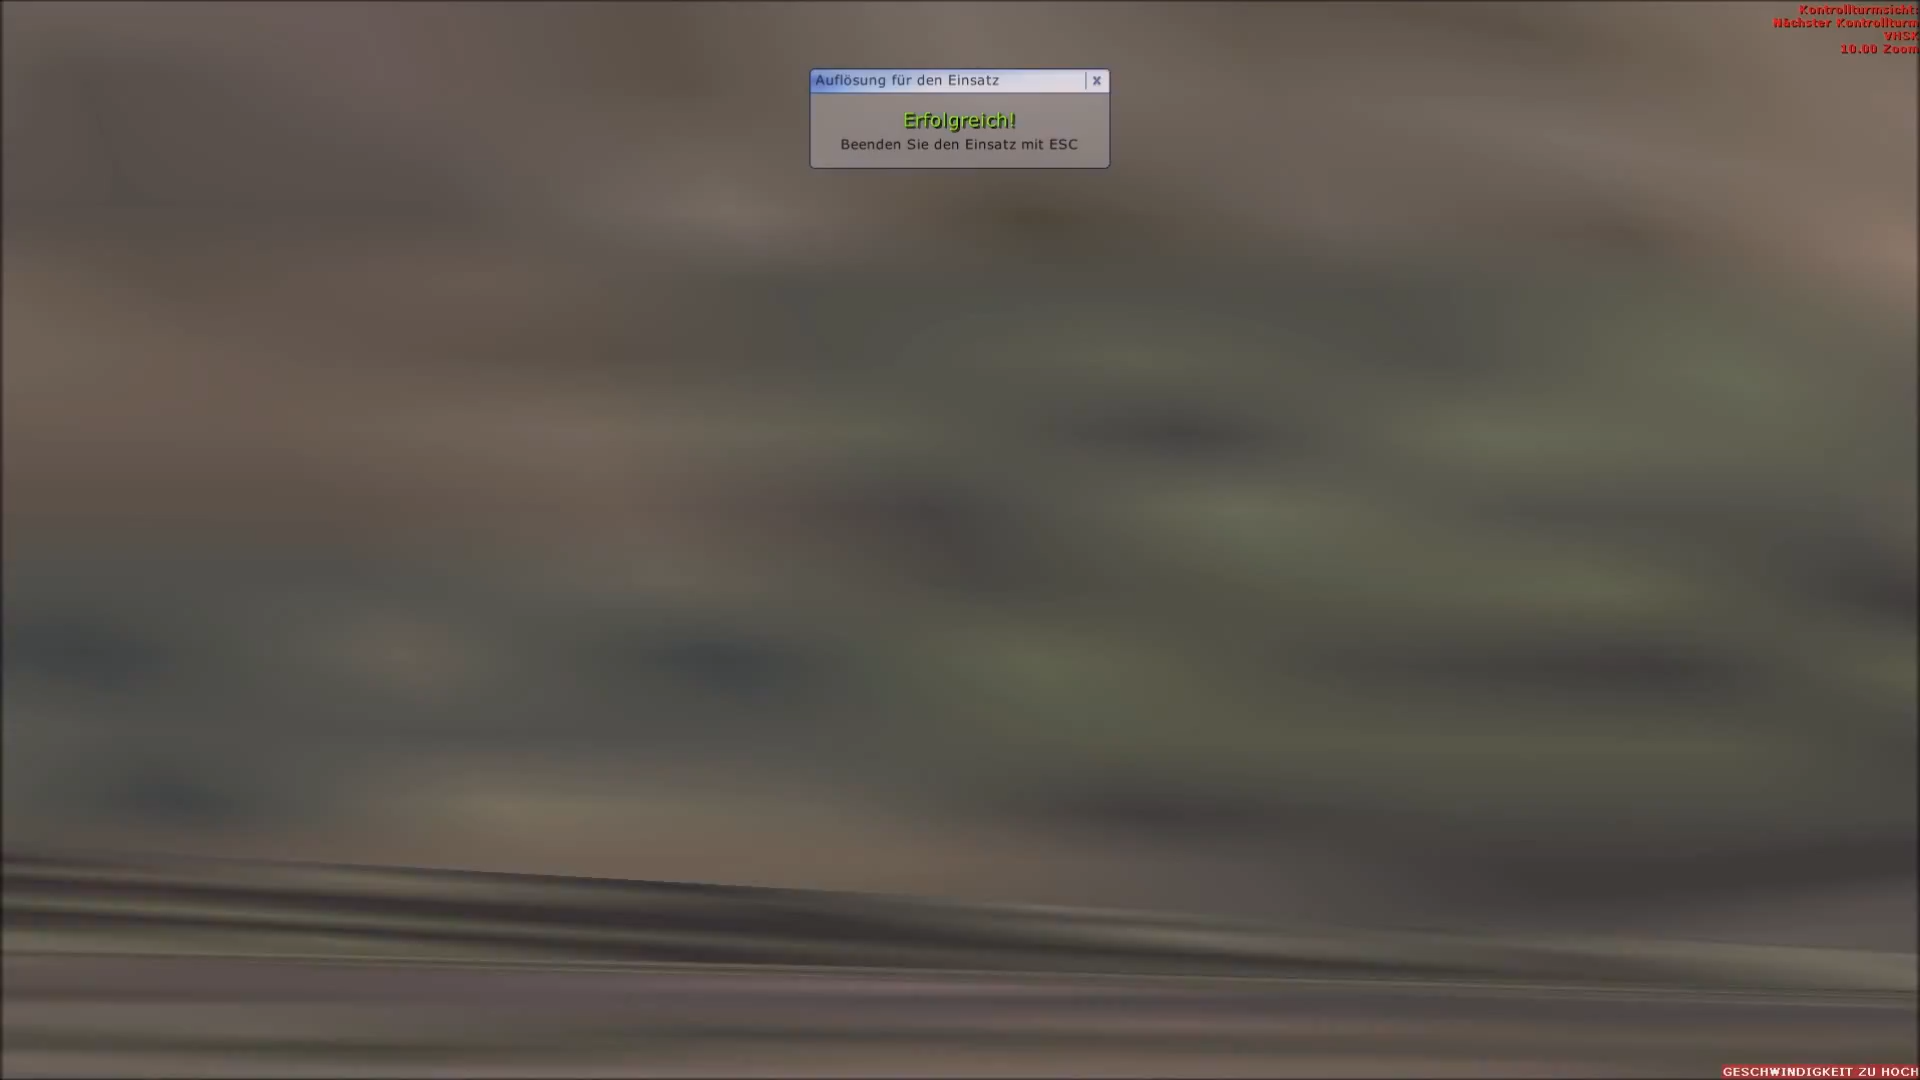 Kontrollturmsicht:
Nächster Kontrollturm
VHSK
10.00 Zoom
Auflösung für den Einsatz
x
Erfolgreich!
Beenden Sie den Einsatz mit ESC
GESCHWINDIGKEIT ZU HOCH